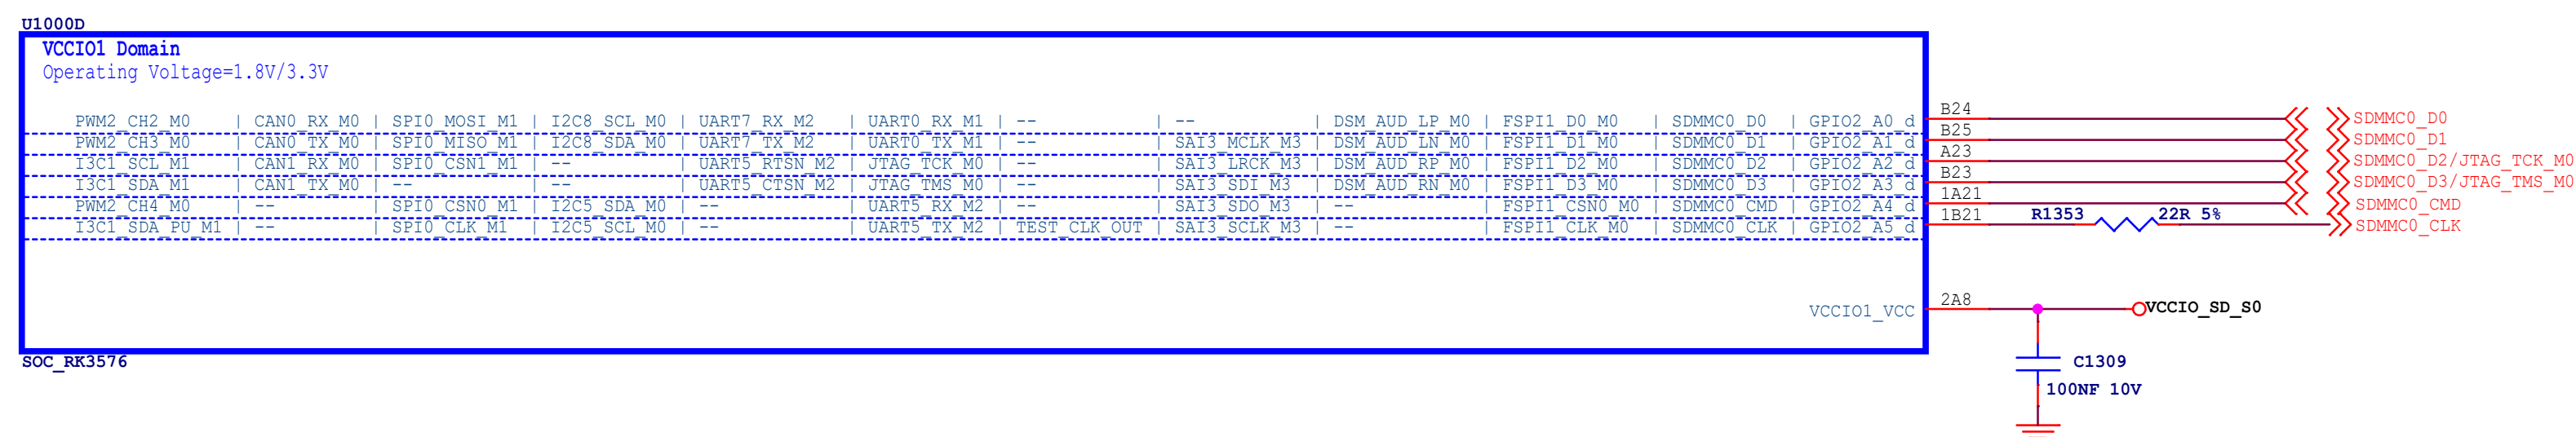 U1000D
VCCIO1 Domain
Operating Voltage=1.8V/3.3V
PWM2_CH2_M0 | CAN0_RX_M0 | SPI0_MOSI_M1 | I2C8_SCL_M0 | UART7_RX_M2 | UART0_RX_M1 | -- | -- | DSM_AUD_LP_M0 | FSPI1_D0_M0 | SDMMC0_D0 | GPIO2_A0_d B24 SDMMC0_D0
PWM2_CH3_M0 | CAN0_TX_M0 | SPI0_MISO_M1 | I2C8_SDA_M0 | UART7_TX_M2 | UART0_TX_M1 | -- | SAI3_MCLK_M3 | DSM_AUD_LN_M0 | FSPI1_D1_M0 | SDMMC0_D1 | GPIO2_A1_d B25 SDMMC0_D1
I3C1_SCL_M1 | CAN1_RX_M0 | SPI0_CSN1_M1 | -- | UART5_RTSN_M2 | JTAG_TCK_M0 | -- | SAI3_LRCK_M3 | DSM_AUD_RP_M0 | FSPI1_D2_M0 | SDMMC0_D2 | GPIO2_A2_d A23 SDMMC0_D2/JTAG_TCK_M0
I3C1_SDA_M1 | CAN1_TX_M0 | -- | -- | UART5_CTSN_M2 | JTAG_TMS_M0 | -- | SAI3_SDI_M3 | DSM_AUD_RN_M0 | FSPI1_D3_M0 | SDMMC0_D3 | GPIO2_A3_d B23 SDMMC0_D3/JTAG_TMS_M0
PWM2_CH4_M0 | -- | SPI0_CSN0_M1 | I2C5_SDA_M0 | -- | UART5_RX_M2 | -- | SAI3_SDO_M3 | -- | FSPI1_CSN0_M0 | SDMMC0_CMD | GPIO2_A4_d 1A21 SDMMC0_CMD
I3C1_SDA_PU_M1 | -- | SPI0_CLK_M1 | I2C5_SCL_M0 | -- | UART5_TX_M2 | TEST_CLK_OUT | SAI3_SCLK_M3 | -- | FSPI1_CLK_M0 | SDMMC0_CLK | GPIO2_A5_d 1B21 R1353 22R 5% SDMMC0_CLK
VCCIO1_VCC 2A8 VCCIO_SD_S0
SOC_RK3576
C1309
100NF 10V